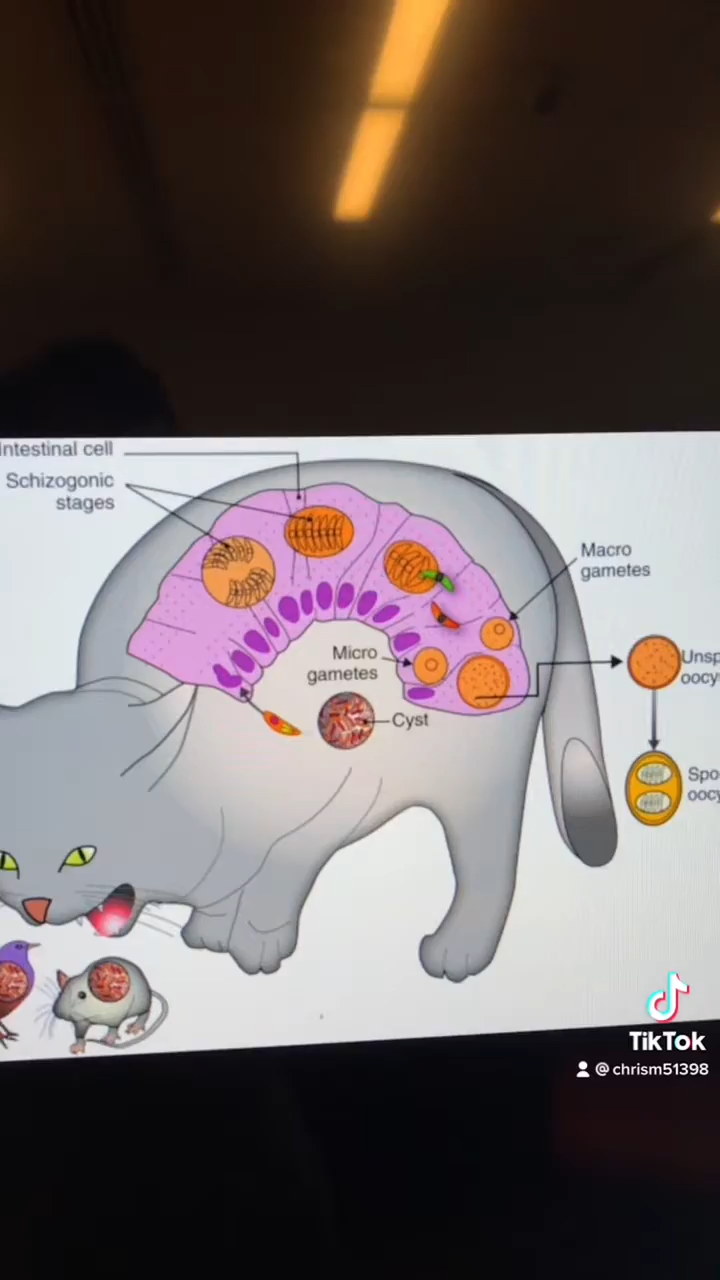 Intestinal cell
Schizogonic
stages
Macro
gametes
Micro
gametes
Cyst
TikTok
@chrism51398